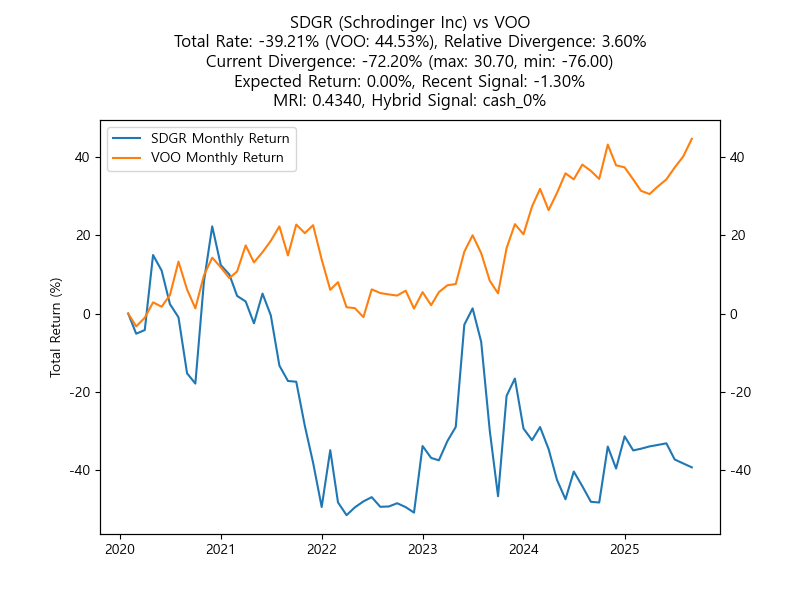 SDGR (Schrodinger Inc) vs VOO
Total Rate: -39.21% (VOO: 44.53%), Relative Divergence: 3.60%
Current Divergence: -72.20% (max: 30.70, min: -76.00)
Expected Return: 0.00%, Recent Signal: -1.30%
MRI: 0.4340, Hybrid Signal: cash_0%
SDGR Monthly Return
VOO Monthly Return
Total Return (%)
40
20
0
-20
-40
40
20
0
-20
-40
2020
2021
2022
2023
2024
2025